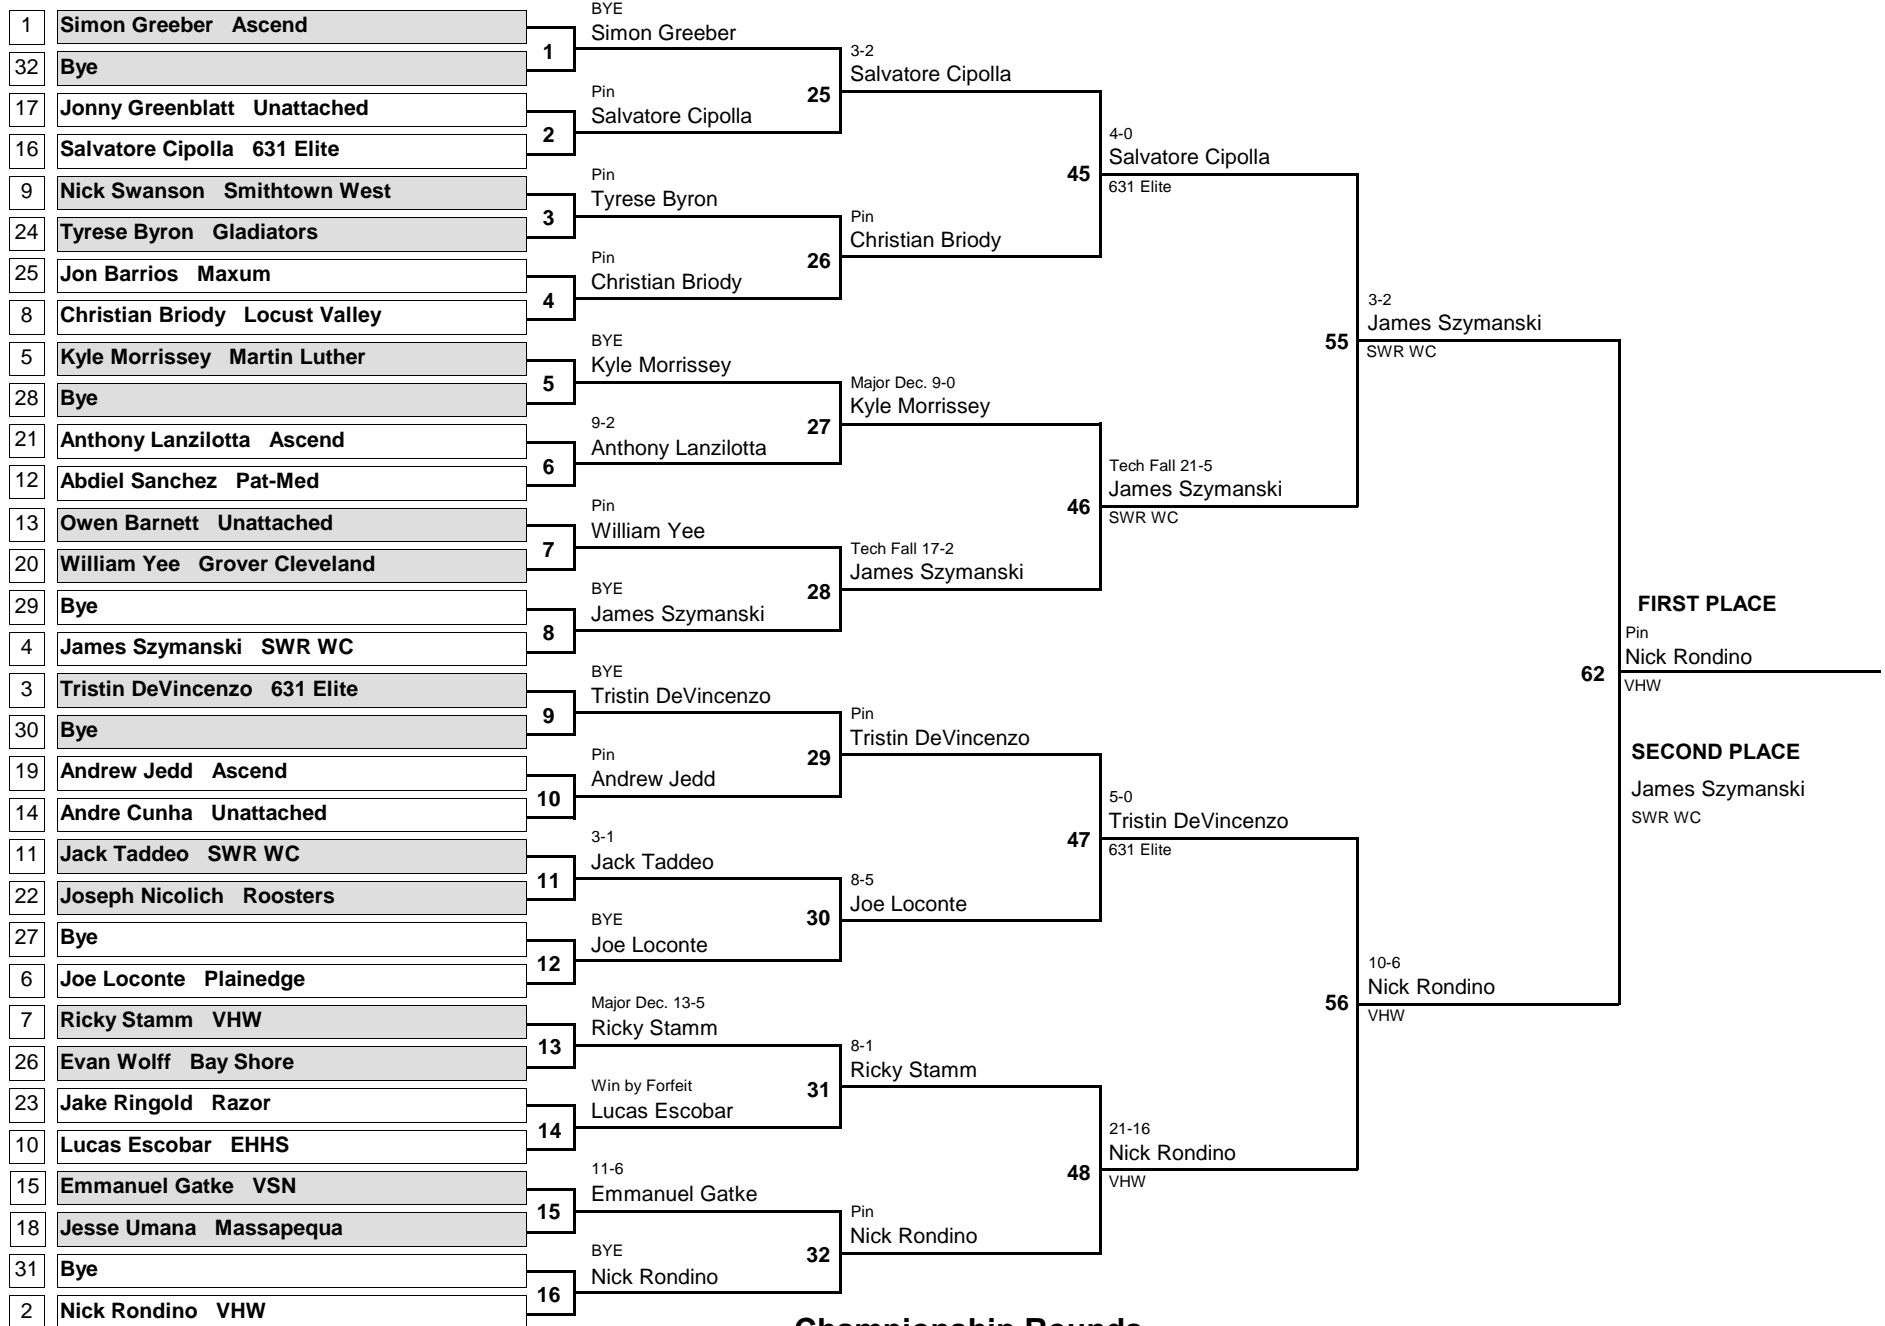 1 Simon Greeber Ascend
32 Bye
17 Jonny Greenblatt Unattached
16 Salvatore Cipolla 631 Elite
9 Nick Swanson Smithtown West
24 Tyrese Byron Gladiators
25 Jon Barrios Maxum
8 Christian Briody Locust Valley
5 Kyle Morrissey Martin Luther
28 Bye
21 Anthony Lanzilotta Ascend
12 Abdiel Sanchez Pat-Med
13 Owen Barnett Unattached
20 William Yee Grover Cleveland
29 Bye
4 James Szymanski SWR WC
3 Tristin DeVincenzo 631 Elite
30 Bye
19 Andrew Jedd Ascend
14 Andre Cunha Unattached
11 Jack Taddeo SWR WC
22 Joseph Nicolich Roosters
27 Bye
6 Joe Loconte Plainedge
7 Ricky Stamm VHW
26 Evan Wolff Bay Shore
23 Jake Ringold Razor
10 Lucas Escobar EHHS
15 Emmanuel Gatke VSN
18 Jesse Umana Massapequa
31 Bye
2 Nick Rondino VHW
BYE
1 Simon Greeber
Pin
2 Salvatore Cipolla
Pin
3 Tyrese Byron
Pin
4 Christian Briody
BYE
5 Kyle Morrissey
9-2
6 Anthony Lanzilotta
Pin
7 William Yee
BYE
8 James Szymanski
BYE
9 Tristin DeVincenzo
Pin
10 Andrew Jedd
3-1
11 Jack Taddeo
BYE
12 Joe Loconte
Major Dec. 13-5
13 Ricky Stamm
Win by Forfeit
14 Lucas Escobar
11-6
15 Emmanuel Gatke
BYE
16 Nick Rondino
3-2
25 Salvatore Cipolla
Pin
26 Christian Briody
Major Dec. 9-0
27 Kyle Morrissey
Tech Fall 17-2
28 James Szymanski
Pin
29 Tristin DeVincenzo
8-5
30 Joe Loconte
8-1
31 Ricky Stamm
Pin
32 Nick Rondino
4-0
45 Salvatore Cipolla
631 Elite
Tech Fall 21-5
46 James Szymanski
SWR WC
5-0
47 Tristin DeVincenzo
631 Elite
21-16
48 Nick Rondino
VHW
3-2
55 James Szymanski
SWR WC
10-6
56 Nick Rondino
VHW
FIRST PLACE
Pin
62 Nick Rondino
VHW
SECOND PLACE
James Szymanski
SWR WC
Championship Rounds